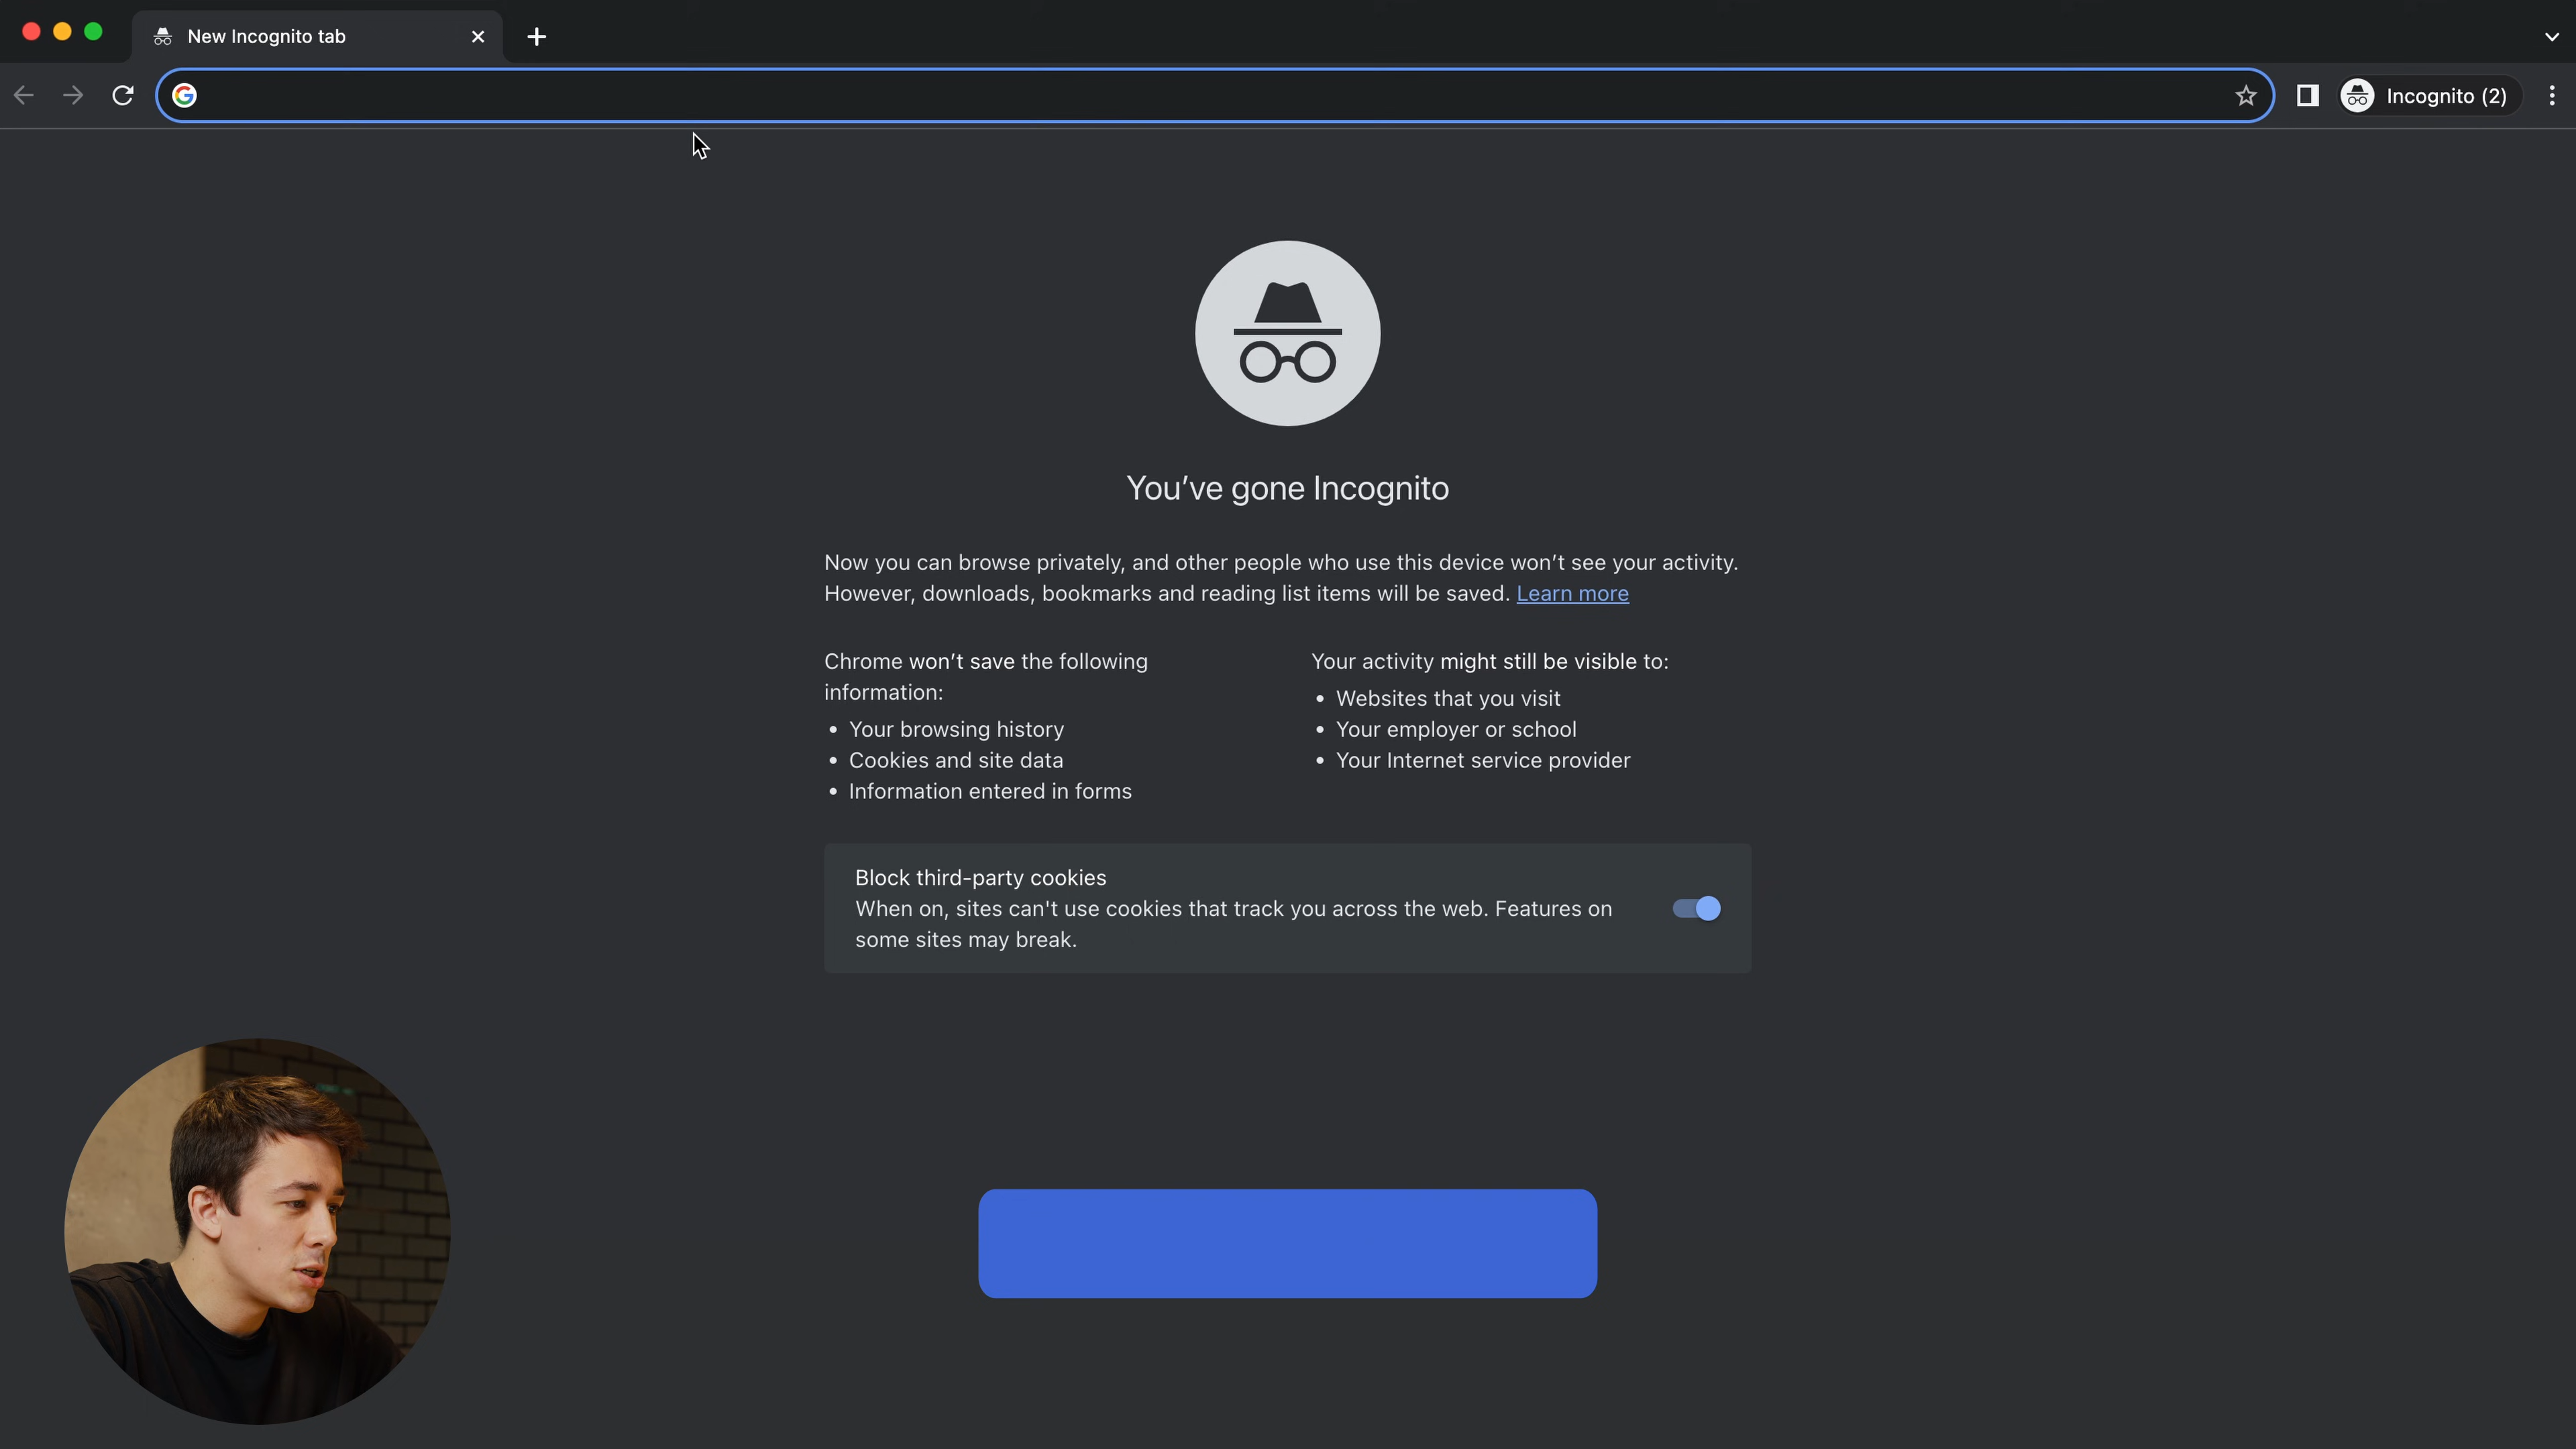 New Incognito tab
Incognito (2)
You've gone Incognito
Now you can browse privately, and other people who use this device won't see your activity.
However, downloads, bookmarks and reading list items will be saved. Learn more
Chrome won't save the following
information:
• Your browsing history
• Cookies and site data
• Information entered in forms
Your activity might still be visible to:
• Websites that you visit
• Your employer or school
• Your Internet service provider
Block third-party cookies
When on, sites can't use cookies that track you across the web. Features on
some sites may break.